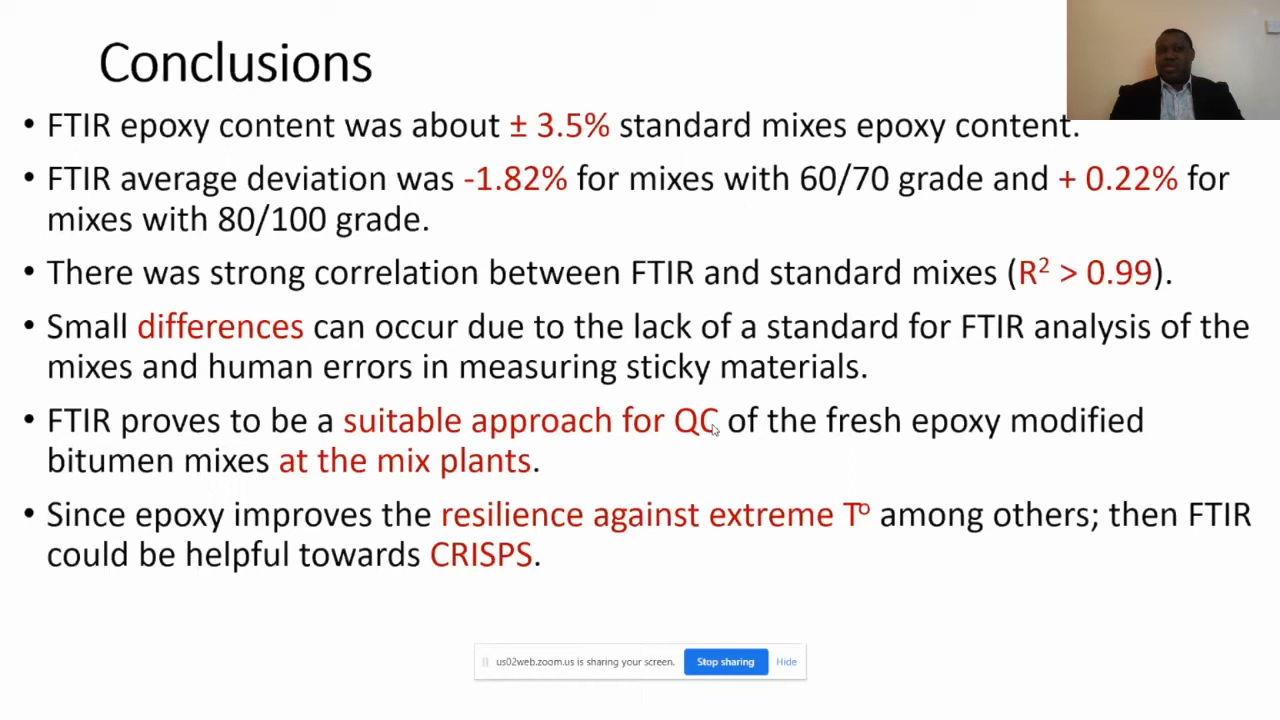 Conclusions
• FTIR epoxy content was about ± 3.5% standard mixes epoxy content.
• FTIR average deviation was -1.82% for mixes with 60/70 grade and + 0.22% for
mixes with 80/100 grade.
• There was strong correlation between FTIR and standard mixes (R² > 0.99).
• Small differences can occur due to the lack of a standard for FTIR analysis of the
mixes and human errors in measuring sticky materials.
• FTIR proves to be a suitable approach for QC of the fresh epoxy modified
bitumen mixes at the mix plants.
• Since epoxy improves the resilience against extreme Tº among others; then FTIR
could be helpful towards CRISPS.
us02web.zoom.us is sharing your screen. Stop sharing Hide